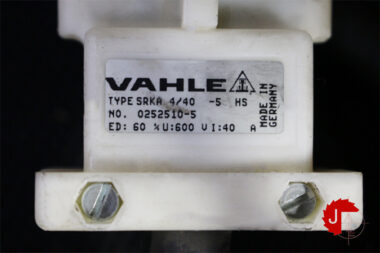 VAHLE
TYPE SRKA 4/40 -5 HS
NO. 0252510-5
ED: 60 % U:600 V I:40 A
MADE IN
GERMANY
J